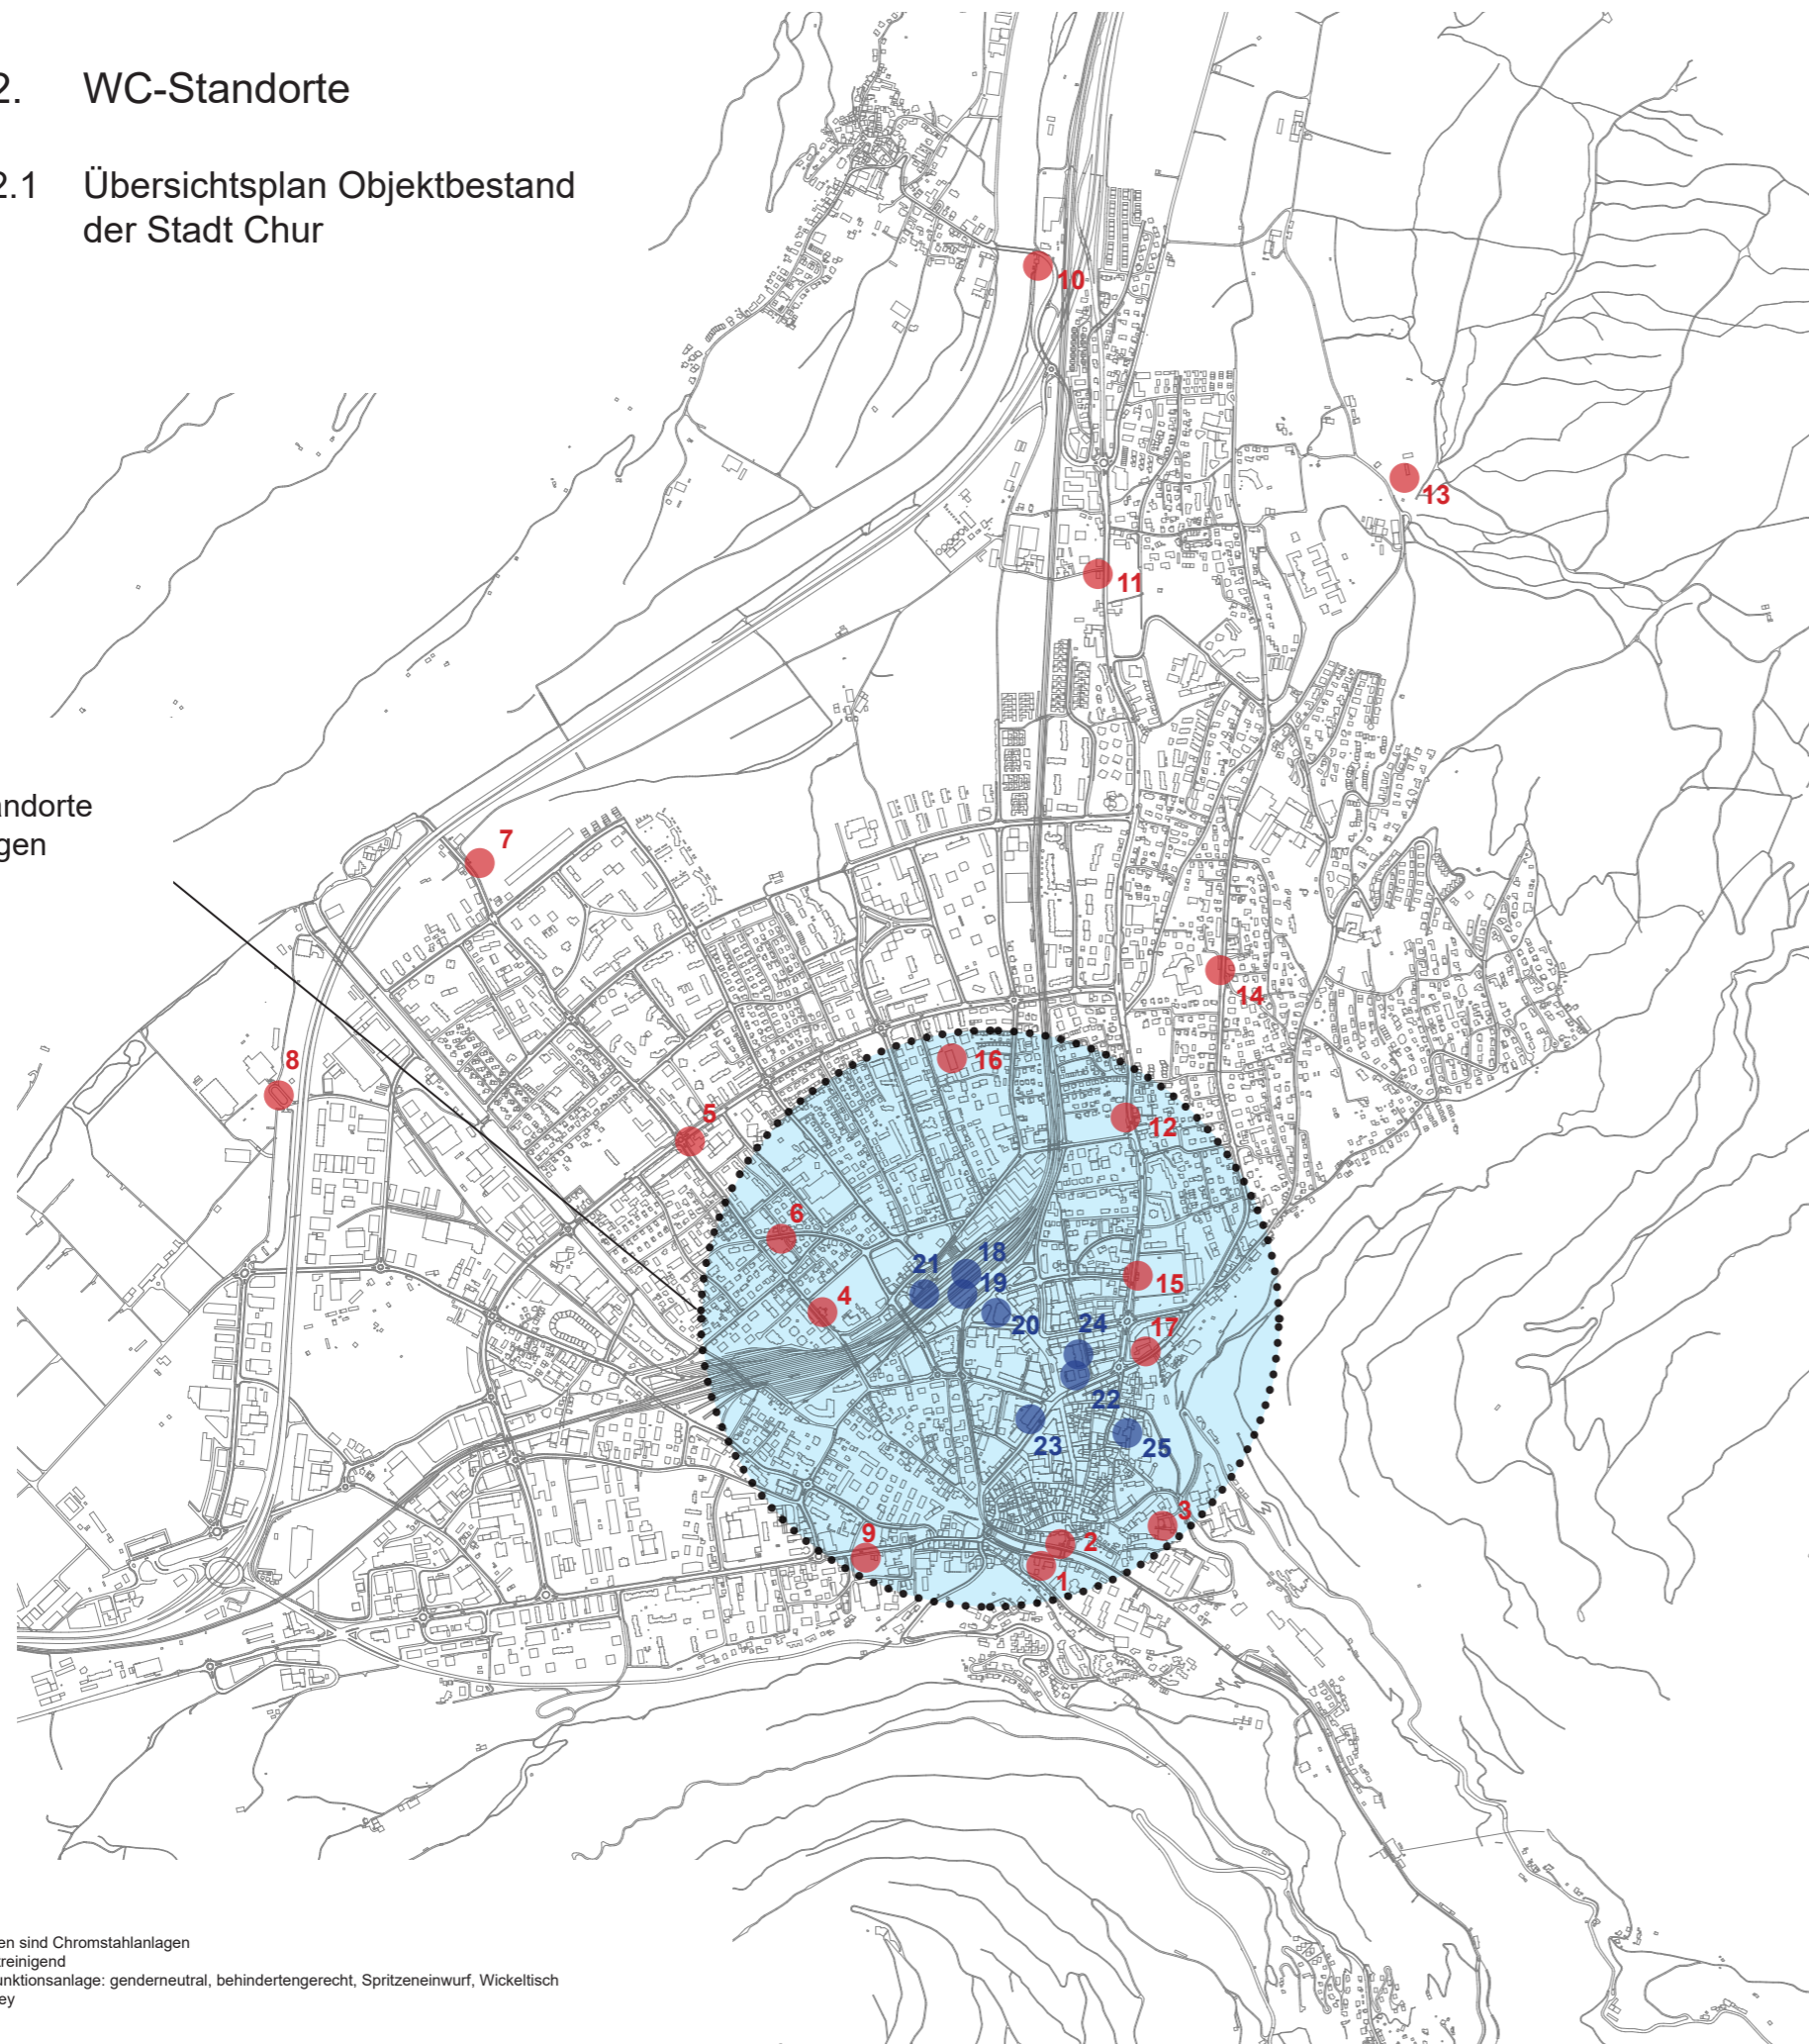 2. WC-Standorte
2.1 Übersichtsplan Objektbestand
der Stadt Chur
10
13
11
andorte
gen
7
14
8
16
5
12
6
18
21
19
15
4
20
24
17
22
23
25
3
9
2
1
en sind Chromstahlanlagen
treinigend
unktionsanlage: genderneutral, behindertengerecht, Spritzeneinwurf, Wickeltisch
ey